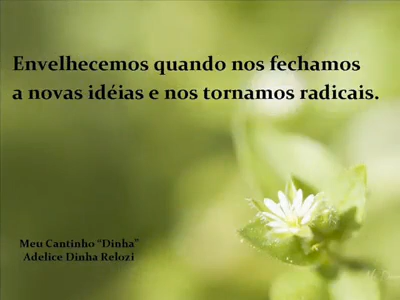 Envelhecemos quando nos fechamos
a novas idéias e nos tornamos radicais.
Meu Cantinho “Dinha”
Adelice Dinha Relozi